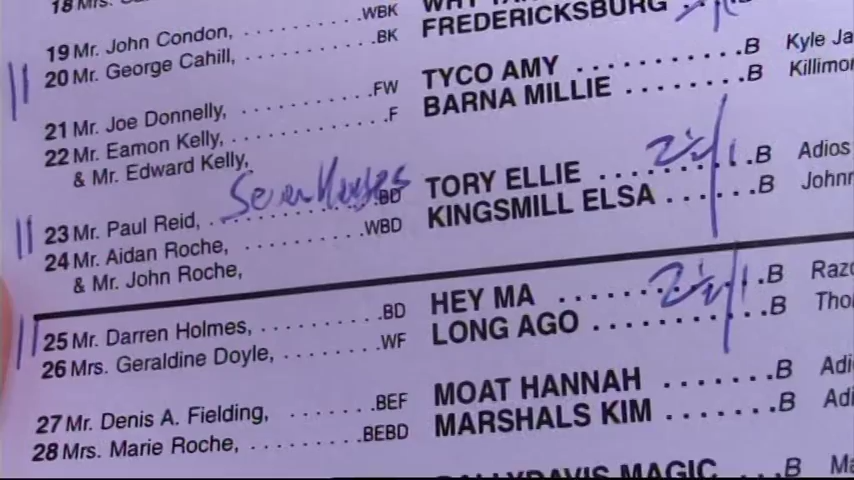 18 Mrs.
19 Mr. John Condon, . . . . . . . . . . . . . . .WBK FREDERICKSBURG
20 Mr. George Cahill, . . . . . . . . . . . . . . . .BK
21 Mr. Joe Donnelly, . . . . . . . . . . . . . . . .FW TYCO AMY . . . . . . . . . . . .B Kyle Ja
22 Mr. Eamon Kelly, . . . . . . . . . . . . . . . . .F BARNA MILLIE . . . . . . . . .B Killimor
& Mr. Edward Kelly,
23 Mr. Paul Reid, . . . . . . . . . . . . . . . . . .BD TORY ELLIE . . . . . . . . . . .B Adios
24 Mr. Aidan Roche, . . . . . . . . . . . . . . .WBD KINGSMILL ELSA . . . . . . .B Johnn
& Mr. John Roche,
25 Mr. Darren Holmes, . . . . . . . . . . . . .BD HEY MA . . . . . . . . . . . . . .B Razo
26 Mrs. Geraldine Doyle, . . . . . . . . . . .WF LONG AGO . . . . . . . . . . . .B Tho
27 Mr. Denis A. Fielding, . . . . . . . . . .BEF MOAT HANNAH . . . . . . . .B Adi
28 Mrs. Marie Roche, . . . . . . . . . . . .BEBD MARSHALS KIM . . . . . . . .B Adi
MAGIC . . . .B Ma